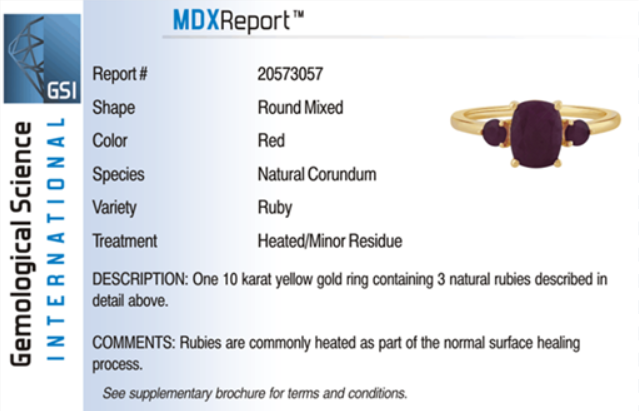 MDXReport™
GSI
Gemological Science
INTERNATIONAL
Report # 20573057
Shape Round Mixed
Color Red
Species Natural Corundum
Variety Ruby
Treatment Heated/Minor Residue
DESCRIPTION: One 10 karat yellow gold ring containing 3 natural rubies described in
detail above.
COMMENTS: Rubies are commonly heated as part of the normal surface healing
process.
See supplementary brochure for terms and conditions.